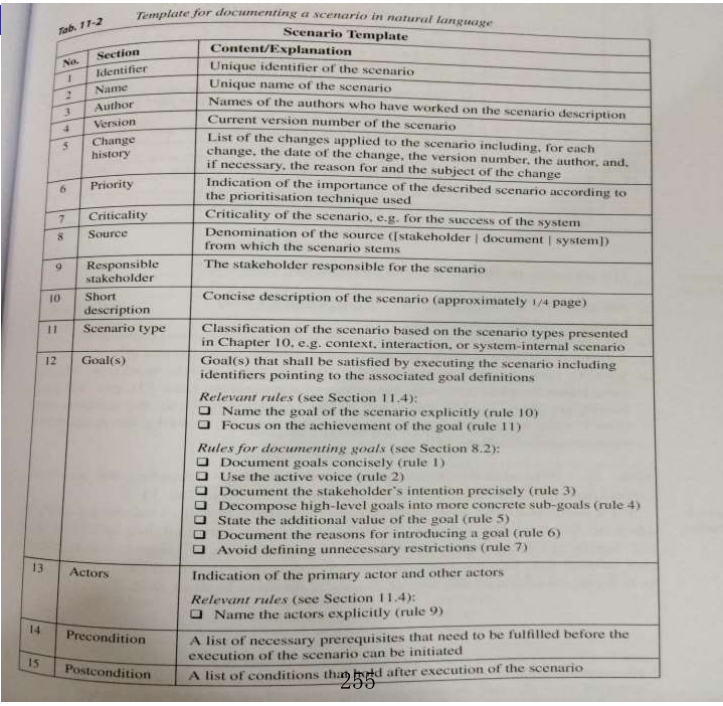 Tab. 11-2 Template for documenting a scenario in natural language
Scenario Template
No. Section Content/Explanation
1 Identifier Unique identifier of the scenario
2 Name Unique name of the scenario
3 Author Names of the authors who have worked on the scenario description
4 Version Current version number of the scenario
5 Change history List of the changes applied to the scenario including, for each
change, the date of the change, the version number, the author, and,
if necessary, the reason for and the subject of the change
6 Priority Indication of the importance of the described scenario according to
the prioritisation technique used
7 Criticality Criticality of the scenario, e.g. for the success of the system
8 Source Denomination of the source ([stakeholder | document | system])
from which the scenario stems
9 Responsible stakeholder The stakeholder responsible for the scenario
10 Short description Concise description of the scenario (approximately 1/4 page)
11 Scenario type Classification of the scenario based on the scenario types presented
in Chapter 10, e.g. context, interaction, or system-internal scenario
12 Goal(s) Goal(s) that shall be satisfied by executing the scenario including
identifiers pointing to the associated goal definitions
Relevant rules (see Section 11.4):
❑ Name the goal of the scenario explicitly (rule 10)
❑ Focus on the achievement of the goal (rule 11)
Rules for documenting goals (see Section 8.2):
❑ Document goals concisely (rule 1)
❑ Use the active voice (rule 2)
❑ Document the stakeholder's intention precisely (rule 3)
❑ Decompose high-level goals into more concrete sub-goals (rule 4)
❑ State the additional value of the goal (rule 5)
❑ Document the reasons for introducing a goal (rule 6)
❑ Avoid defining unnecessary restrictions (rule 7)
13 Actors Indication of the primary actor and other actors
Relevant rules (see Section 11.4):
❑ Name the actors explicitly (rule 9)
14 Precondition A list of necessary prerequisites that need to be fulfilled before the
execution of the scenario can be initiated
15 Postcondition A list of conditions that hold after execution of the scenario
255